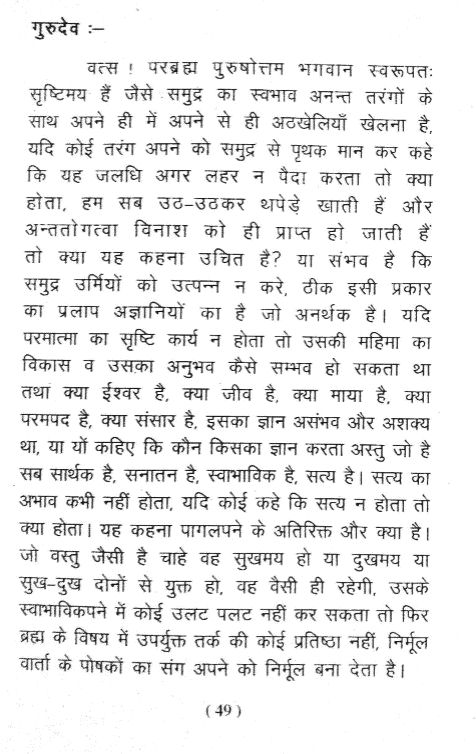 गुरुदेव :–
वत्स ! परब्रह्म पुरुषोत्तम भगवान स्वरूपतः
सृष्टिमय हैं जैसे समुद्र का स्वभाव अनन्त तरंगों के
साथ अपने ही में अपने से ही अठखेलियाँ खेलना है,
यदि कोई तरंग अपने को समुद्र से पृथक मान कर कहे
कि यह जलधि अगर लहर न पैदा करता तो क्या
होता, हम सब उठ–उठकर थपेड़े खाती हैं और
अन्ततोगत्वा विनाश को ही प्राप्त हो जाती हैं
तो क्या यह कहना उचित है? या संभव है कि
समुद्र उर्मियों को उत्पन्न न करे, ठीक इसी प्रकार
का प्रलाप अज्ञानियों का है जो अनर्थक है। यदि
परमात्मा का सृष्टि कार्य न होता तो उसकी महिमा का
विकास व उसका अनुभव कैसे सम्भव हो सकता था
तथा क्या ईश्वर है, क्या जीव है, क्या माया है, क्या
परमपद है, क्या संसार है, इसका ज्ञान असंभव और अशक्य
था, या यों कहिए कि कौन किसका ज्ञान करता अस्तु जो है
सब सार्थक है, सनातन है, स्वाभाविक है, सत्य है। सत्य का
अभाव कभी नहीं होता, यदि कोई कहे कि सत्य न होता तो
क्या होता। यह कहना पागलपने के अतिरिक्त और क्या है।
जो वस्तु जैसी है चाहे वह सुखमय हो या दुखमय या
सुख–दुख दोनों से युक्त हो, वह वैसी ही रहेगी, उसके
स्वाभाविकपने में कोई उलट पलट नहीं कर सकता तो फिर
ब्रह्म के विषय में उपर्युक्त तर्क की कोई प्रतिष्ठा नहीं, निर्मूल
वार्ता के पोषकों का संग अपने को निर्मूल बना देता है।
( 49 )